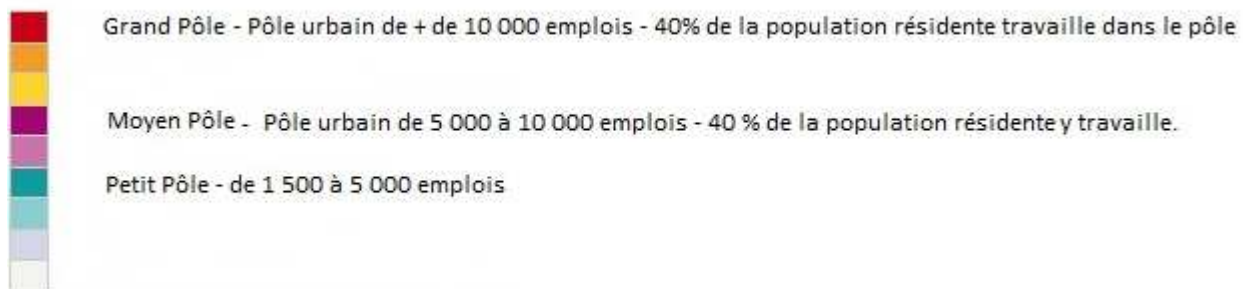 Grand Pôle - Pôle urbain de + de 10 000 emplois - 40% de la population résidente travaille dans le pôle
Moyen Pôle - Pôle urbain de 5 000 à 10 000 emplois - 40 % de la population résidente y travaille.
Petit Pôle - de 1 500 à 5 000 emplois